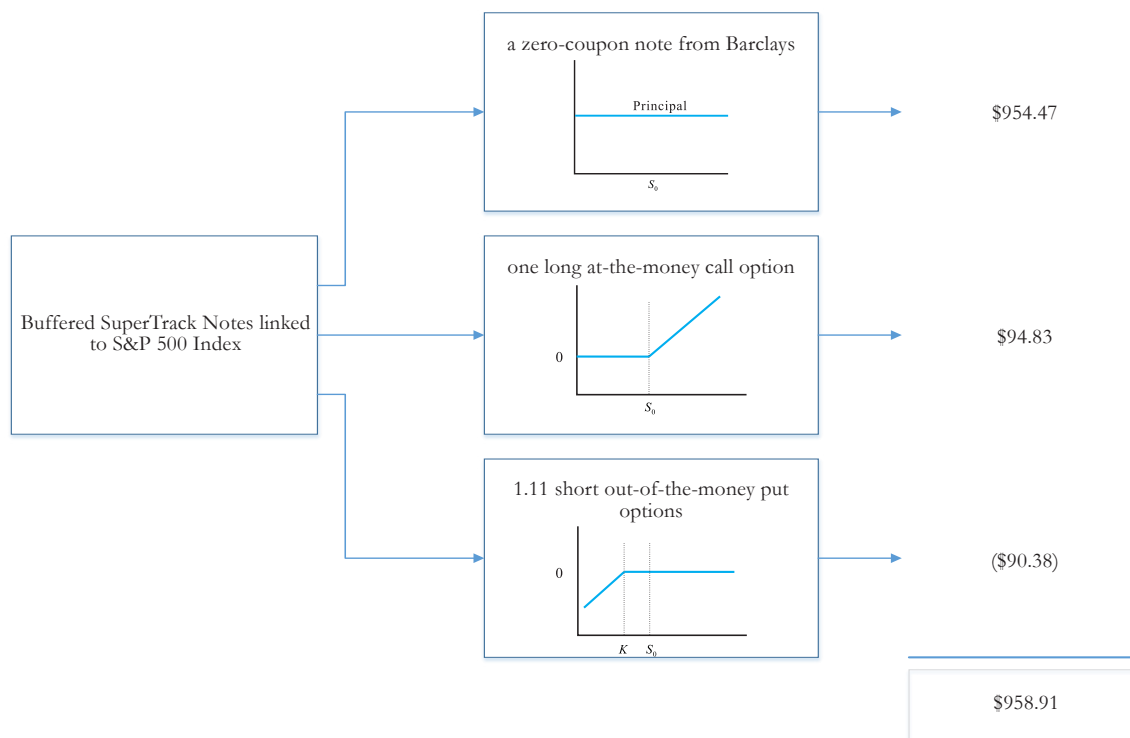 a zero-coupon note from Barclays
Principal
S₀
$954.47
Buffered SuperTrack Notes linked
to S&P 500 Index
one long at-the-money call option
0
S₀
$94.83
1.11 short out-of-the-money put
options
0
K S₀
($90.38)
$958.91